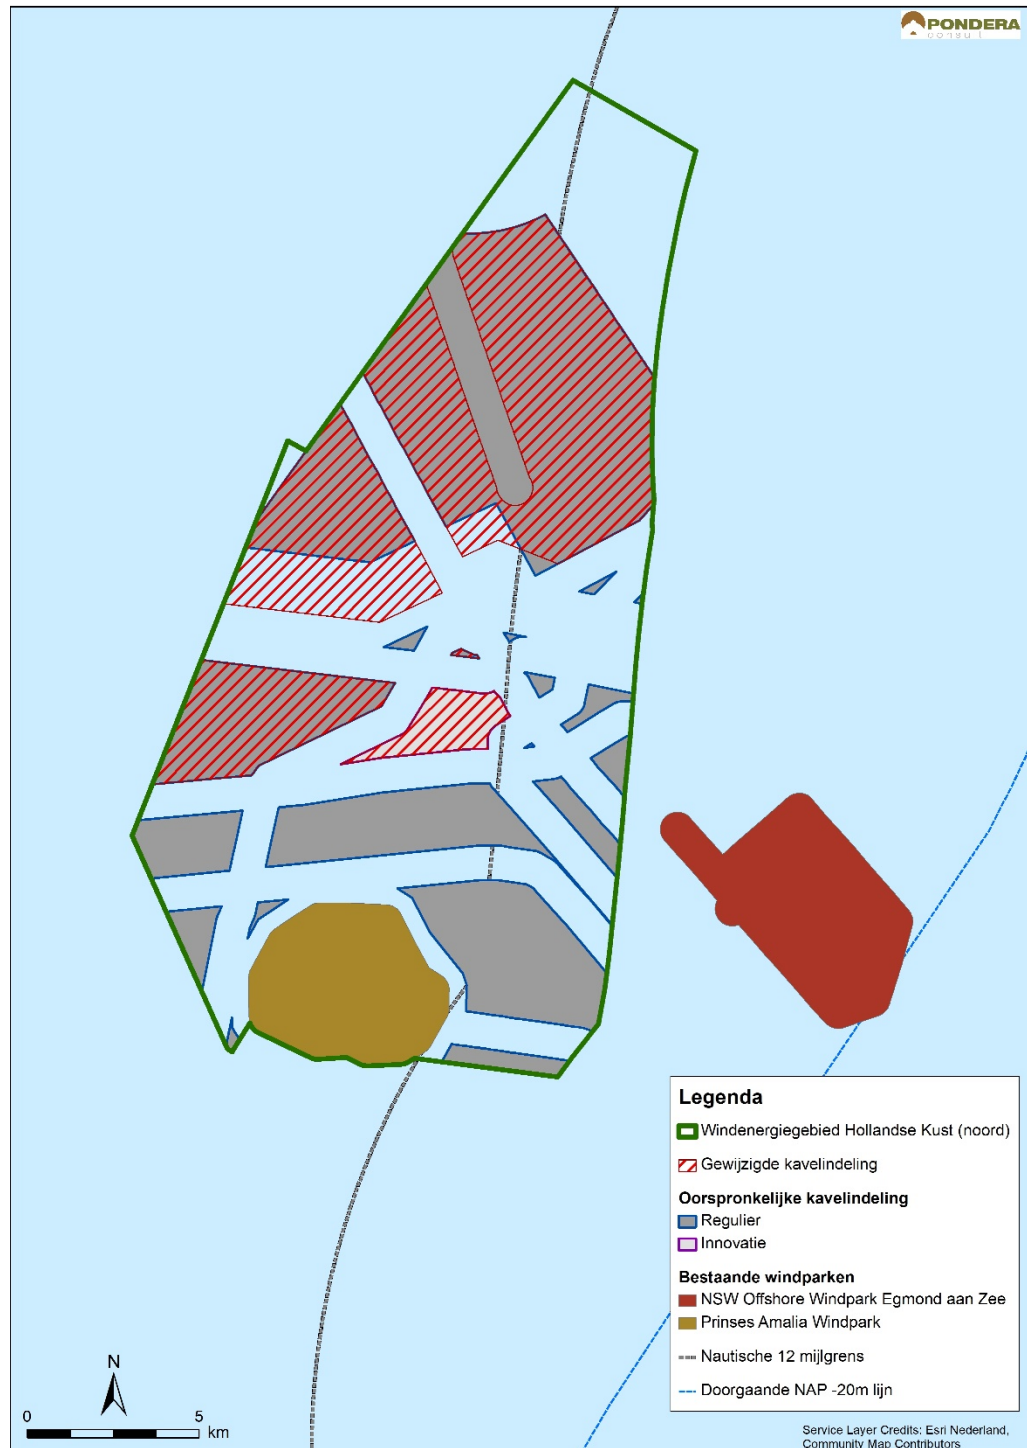 PONDERA
consult
Legenda
Windenergiegebied Hollandse Kust (noord)
Gewijzigde kavelindeling
Oorspronkelijke kavelindeling
Regulier
Innovatie
Bestaande windparken
NSW Offshore Windpark Egmond aan Zee
Prinses Amalia Windpark
Nautische 12 mijlgrens
Doorgaande NAP -20m lijn
N
0 5
km
Service Layer Credits: Esri Nederland,
Community Map Contributors